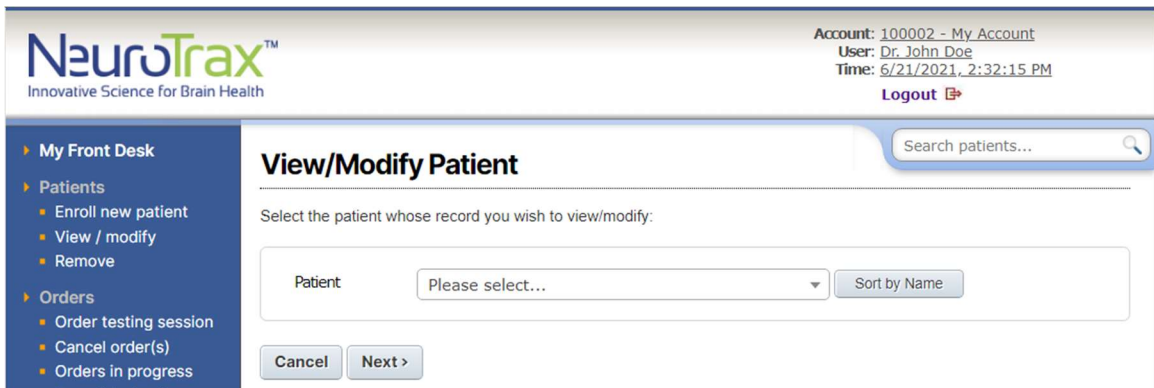 NeuroTrax™
Innovative Science for Brain Health
Account: 100002 - My Account
User: Dr. John Doe
Time: 6/21/2021, 2:32:15 PM
Logout
Search patients...
My Front Desk
Patients
Enroll new patient
View / modify
Remove
Orders
Order testing session
Cancel order(s)
Orders in progress
View/Modify Patient
Select the patient whose record you wish to view/modify:
Patient Please select... Sort by Name
Cancel Next >